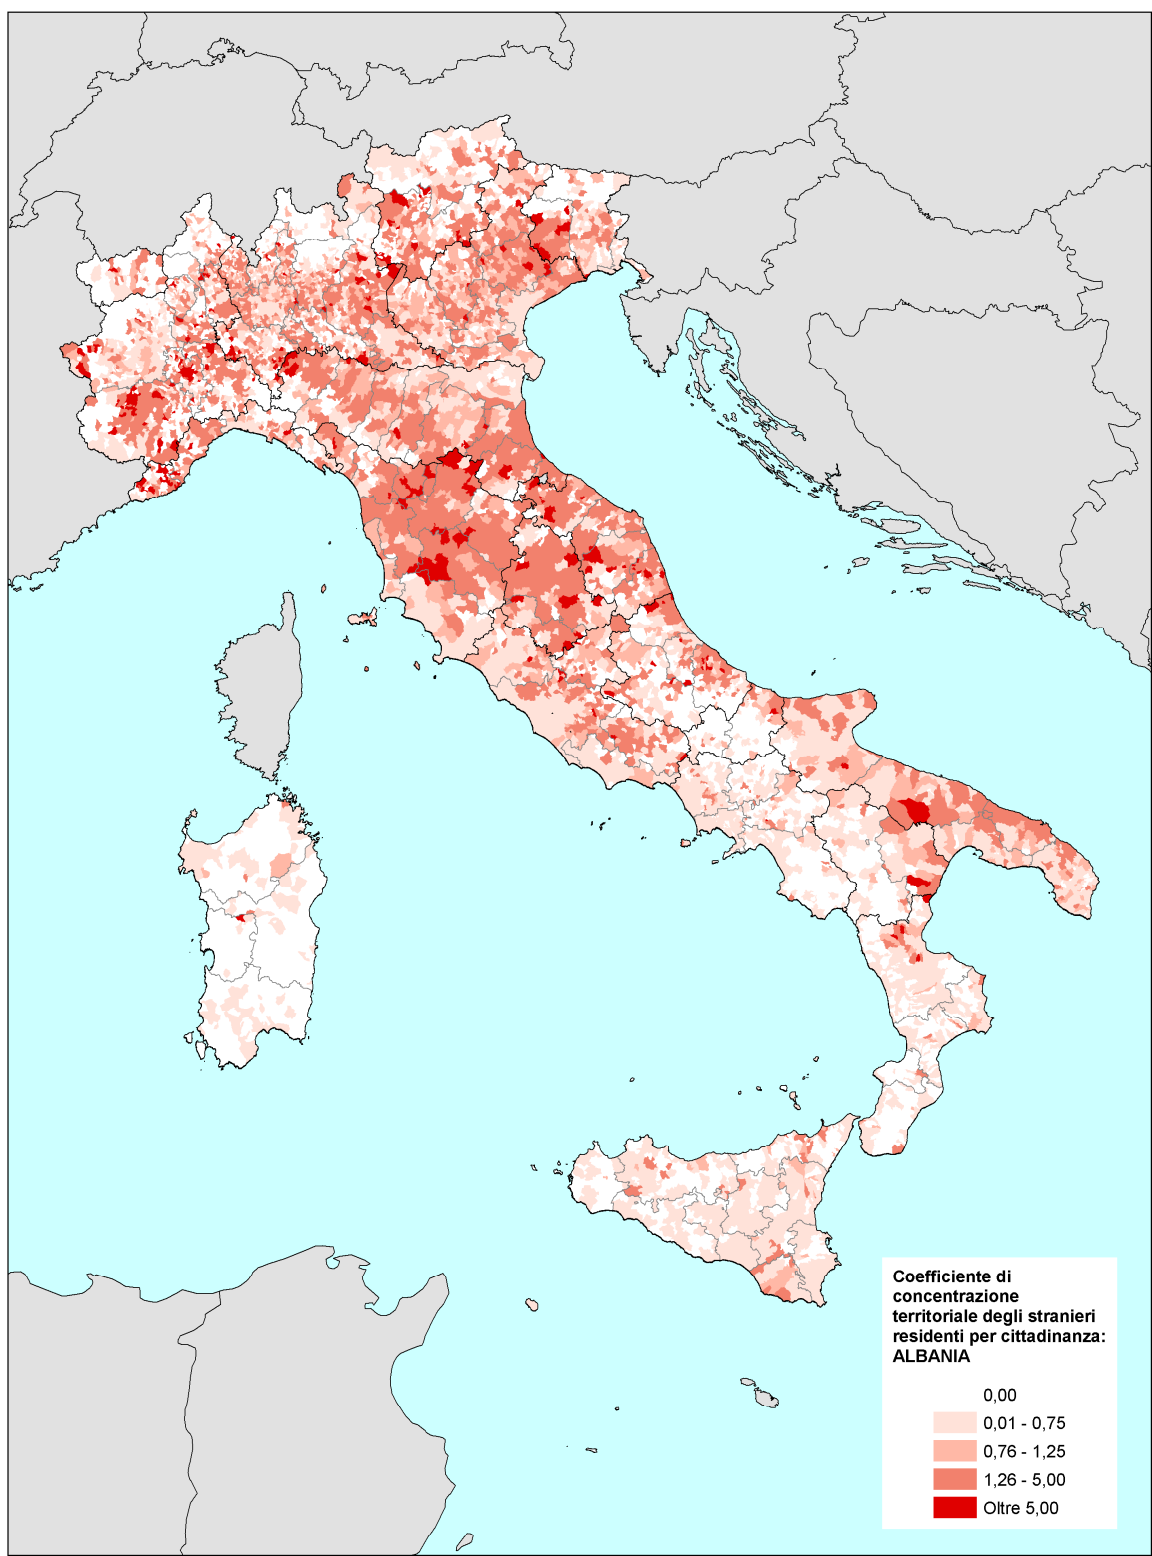 Coefficiente di
concentrazione
territoriale degli stranieri
residenti per cittadinanza:
ALBANIA
0,00
0,01 - 0,75
0,76 - 1,25
1,26 - 5,00
Oltre 5,00